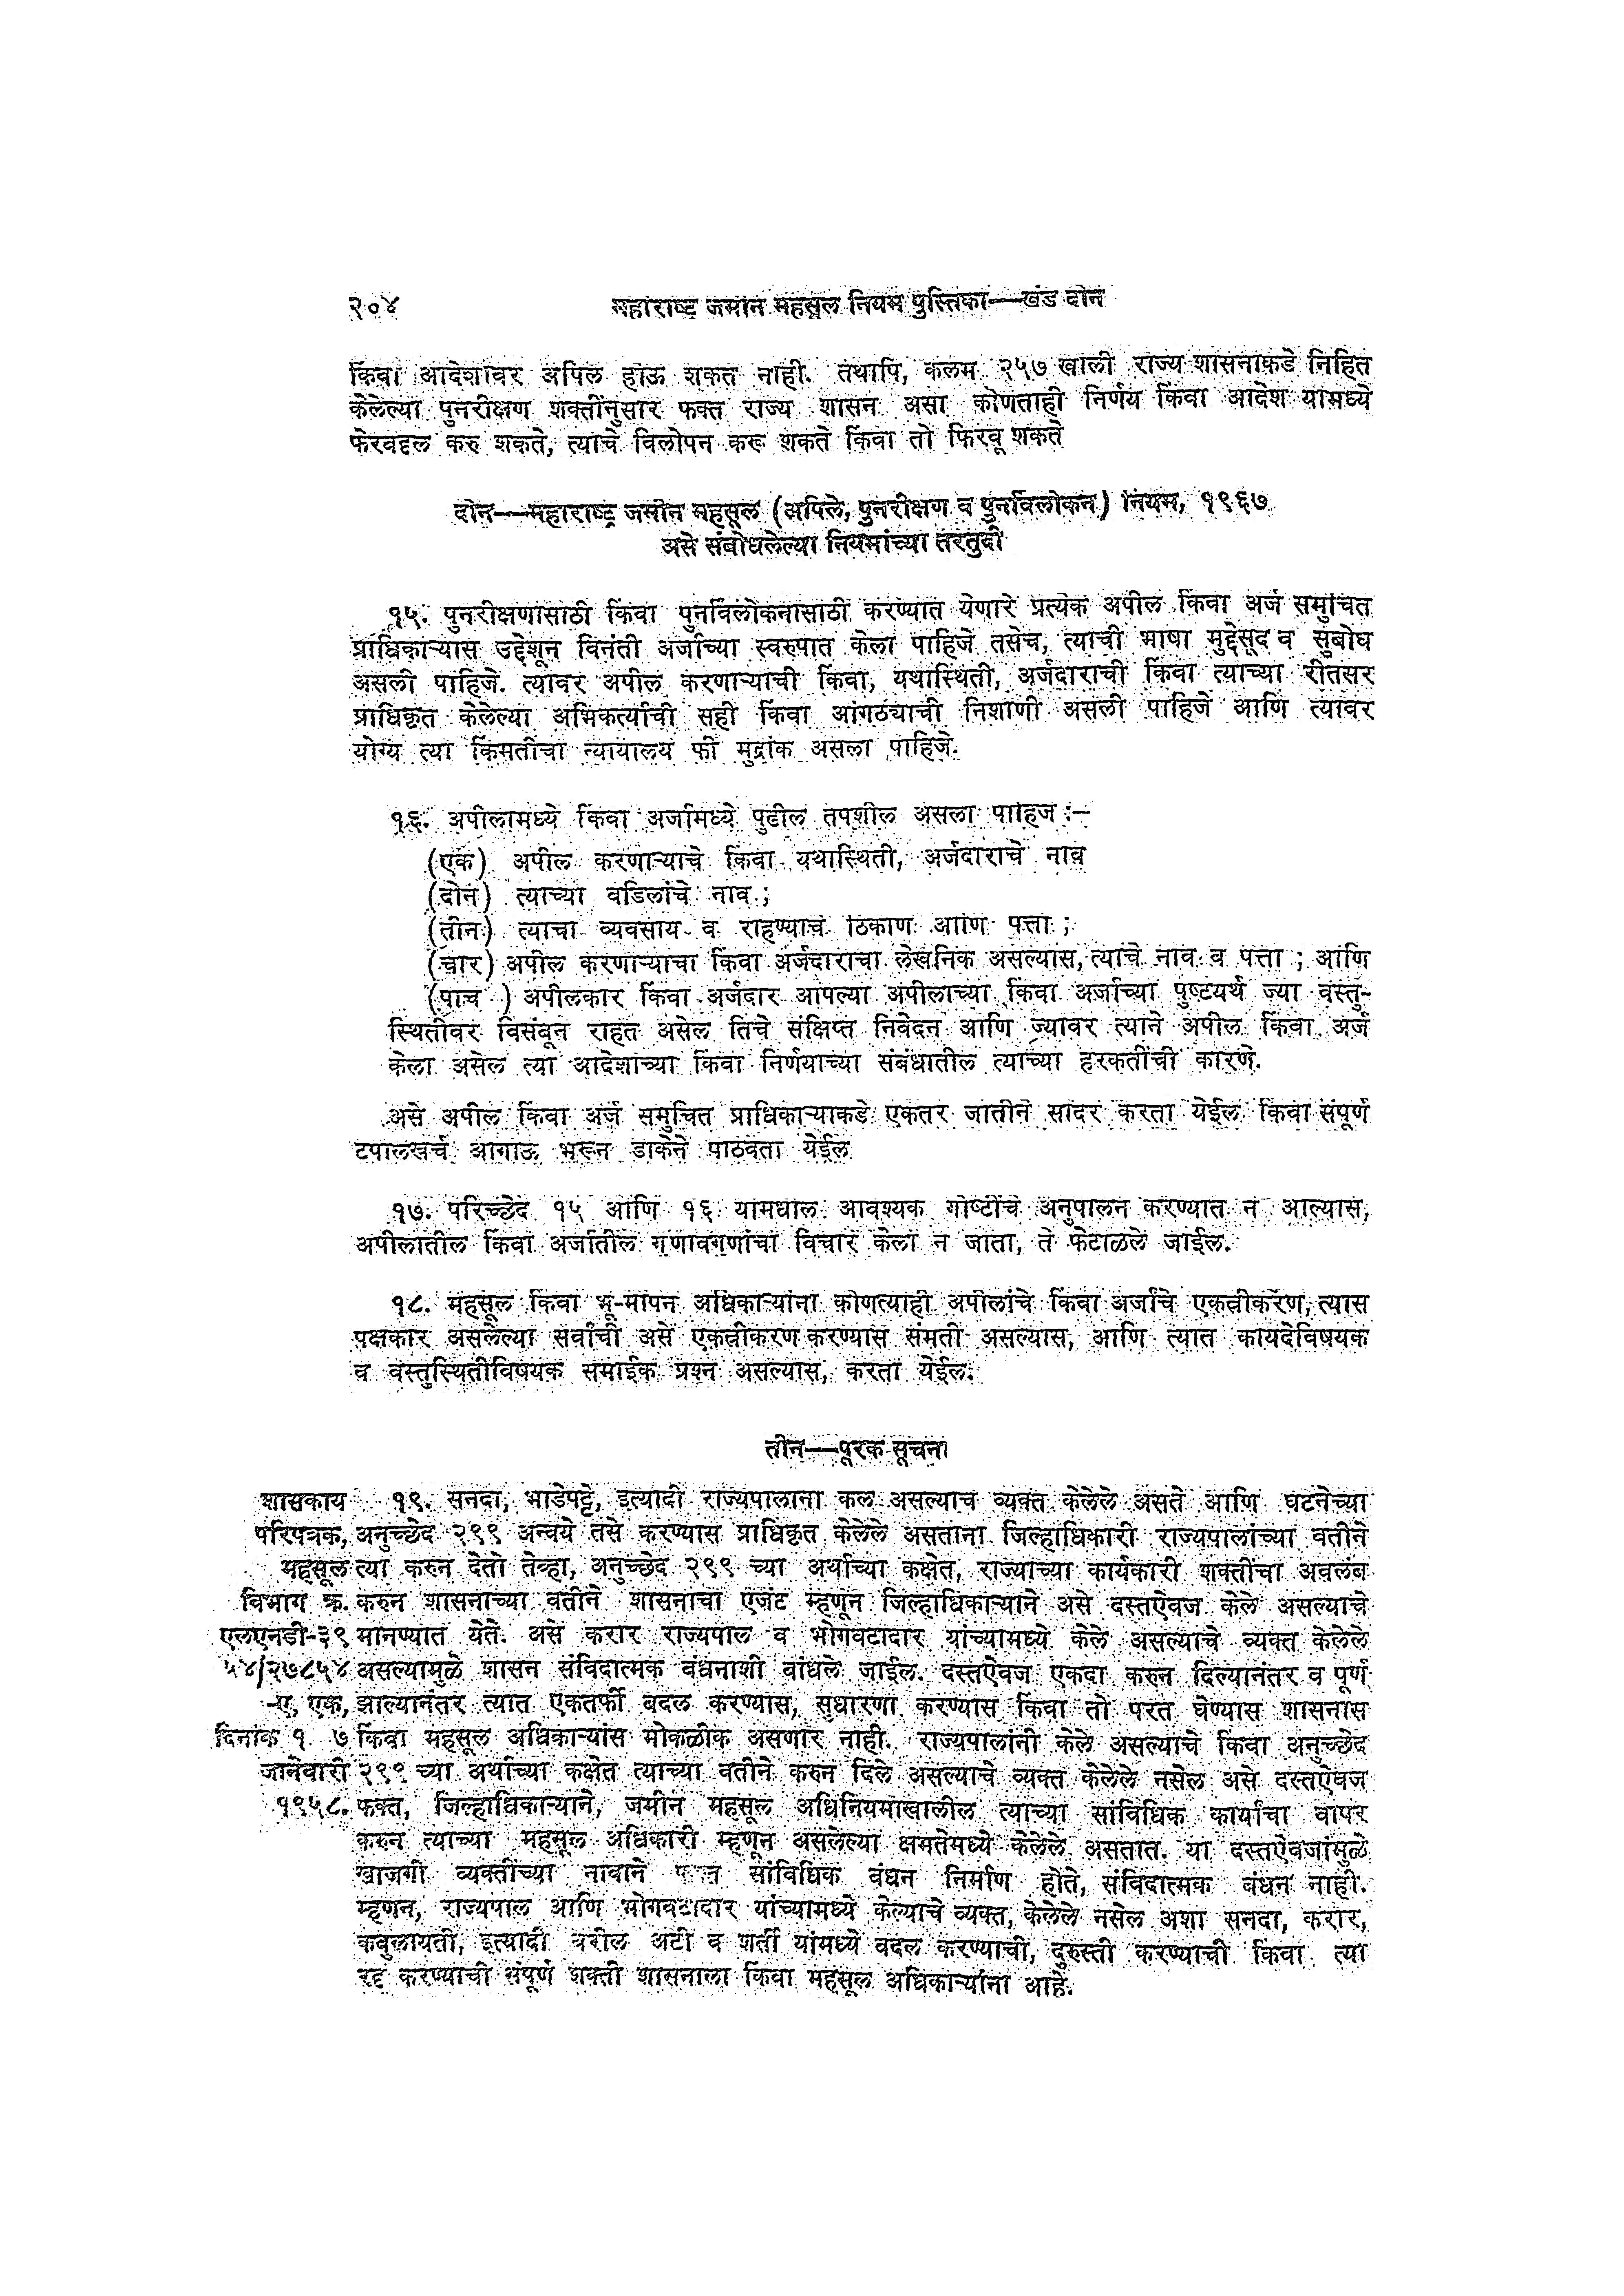 २०४ महाराष्ट्र जमीन महसूल नियम पुस्तिका—खंड दोन
किंवा आदेशावर अपिल होऊ शकत नाही. तथापि, कलम २५७ खाली राज्य शासनाकडे निहित
केलेल्या पुनरीक्षण शक्तींनुसार फक्त राज्य शासन असा कोणताही निर्णय किंवा आदेश यामध्ये
फेरबदल करु शकते, त्याचे विलोपन करू शकते किंवा तो फिरवू शकते
दोन—महाराष्ट्र जमीन महसूल (अपिले, पुनरीक्षण व पुनर्विलोकन) नियम, १९६७
असे संबोधलेल्या नियमांच्या तरतुदी
१५. पुनरीक्षणासाठी किंवा पुनर्विलोकनासाठी करण्यात येणारे प्रत्येक अपील किंवा अर्ज समुचित
प्राधिकाऱ्यास उद्देशून विनंती अर्जाच्या स्वरुपात केला पाहिजे तसेच, त्याची भाषा मुद्देसूद व सुबोध
असली पाहिजे. त्यावर अपील करणाऱ्याची किंवा, यथास्थिती, अर्जदाराची किंवा त्याच्या रीतसर
प्राधिकृत केलेल्या अभिकर्त्याची सही किंवा आंगठ्याची निशाणी असली पाहिजे आणि त्यावर
योग्य त्या किंमतीचा न्यायालय फी मुद्रांक असला पाहिजे.
१६. अपीलामध्ये किंवा अर्जामध्ये पुढील तपशील असला पाहिजे :—
(एक) अपील करणाऱ्याचे किंवा यथास्थिती, अर्जदाराचे नाव
(दोन) त्याच्या वडिलांचे नाव ;
(तीन) त्याचा व्यवसाय व राहण्याचे ठिकाण आणि पत्ता ;
(चार) अपील करणाऱ्याचा किंवा अर्जदाराचा लेखनिक असल्यास, त्याचे नाव व पत्ता ; आणि
(पाच ) अपीलकार किंवा अर्जदार आपल्या अपीलाच्या किंवा अर्जाच्या पुष्टयर्थ ज्या वस्तु-
स्थितीवर विसंबून राहत असेल तिचे संक्षिप्त निवेदन आणि ज्यावर त्याने अपील किंवा अर्ज
केला असेल त्या आदेशाच्या किंवा निर्णयाच्या संबंधातील त्याच्या हरकतींची कारणे.
असे अपील किंवा अर्ज समुचित प्राधिकाऱ्याकडे एकतर जातीने सादर करता येईल किंवा संपूर्ण
टपालखर्च आगाऊ भरून डाकेने पाठवता येईल
१७. परिच्छेद १५ आणि १६ यामधील आवश्यक गोष्टींचे अनुपालन करण्यात न आल्यास,
अपीलातील किंवा अर्जातील गुणावगुणांचा विचार केला न जाता, ते फेटाळले जाईल.
१८. महसूल किंवा भू-मापन अधिकाऱ्यांना कोणत्याही अपीलांचे किंवा अर्जांचे एकत्रीकरण, त्यास
पक्षकार असलेल्या सर्वांची असे एकत्रीकरण करण्यास संमती असल्यास, आणि त्यात कायदेविषयक
व वस्तुस्थितीविषयक समाईक प्रश्न असल्यास, करता येईल.
तीन—पूरक सूचना
शासकीय १९. सनदा, भाडेपट्टे, इत्यादी राज्यपालांना केले असल्याचे व्यक्त केलेले असते आणि घटनेच्या
परिपत्रक, अनुच्छेद २९९ अन्वये तसे करण्यास प्राधिकृत केलेले असताना जिल्हाधिकारी राज्यपालांच्या वतीने
महसूल त्या करुन देतो तेव्हा, अनुच्छेद २९९ च्या अर्थाच्या कक्षेत, राज्याच्या कार्यकारी शक्तींचा अवलंब
विभाग क्र. करुन शासनाच्या वतीने शासनाचा एजंट म्हणून जिल्हाधिकाऱ्याने असे दस्तऐवज केले असल्याचे
एलएनडी-३९ मानण्यात येते. असे करार राज्यपाल व भोगवटादार यांच्यामध्ये केले असल्याचे व्यक्त केलेले
५४/२७८५४ असल्यामुळे शासन संविदात्मक बंधनाशी बांधले जाईल. दस्तऐवज एकदा करुन दिल्यानंतर व पूर्ण
-ए, एक, झाल्यानंतर त्यात एकतर्फी बदल करण्यास, सुधारणा करण्यास किंवा तो परत घेण्यास शासनास
दिनांक १ ७ किंवा महसूल अधिकाऱ्यांस मोकळीक असणार नाही. राज्यपालांनी केले असल्याचे किंवा अनुच्छेद
जानेवारी २९९ च्या अर्थाच्या कक्षेत त्याच्या वतीने करुन दिले असल्याचे व्यक्त केलेले नसेल असे दस्तऐवज
१९५८. फक्त, जिल्हाधिकाऱ्याने, जमीन महसूल अधिनियमाखालील त्याच्या सांविधिक कार्यांचा वापर
करुन त्याच्या महसूल अधिकारी म्हणून असलेल्या क्षमतेमध्ये केलेले असतात. या दस्तऐवजांमुळे
खाजगी व्यक्तींच्या नावाने सांविधिक बंधन निर्माण होते, संविदात्मक बंधन नाही.
म्हणून, राज्यपाल आणि भोगवटादार यांच्यामध्ये केल्याचे व्यक्त, केलेले नसेल अशा सनदा, करार,
कबुलायती, इत्यादी वरील अटी व शर्ती यांमध्ये बदल करण्याची, दुरुस्ती करण्याची किंवा त्या
रद्द करण्याची संपूर्ण शक्ती शासनाला किंवा महसूल अधिकाऱ्यांना आहे.